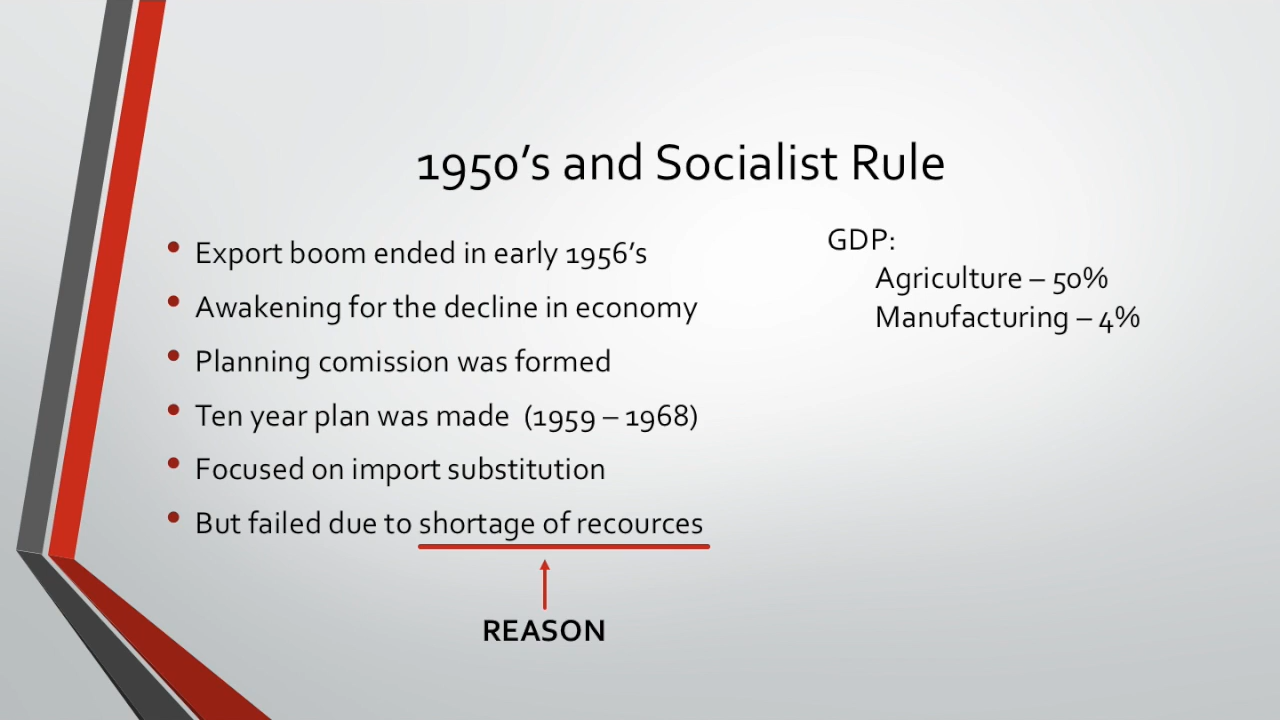 1950’s and Socialist Rule
Export boom ended in early 1956’s
Awakening for the decline in economy
Planning comission was formed
Ten year plan was made  (1959 – 1968)
Focused on import substitution
But failed due to shortage of recources
REASON
GDP:
Agriculture – 50%
Manufacturing – 4%